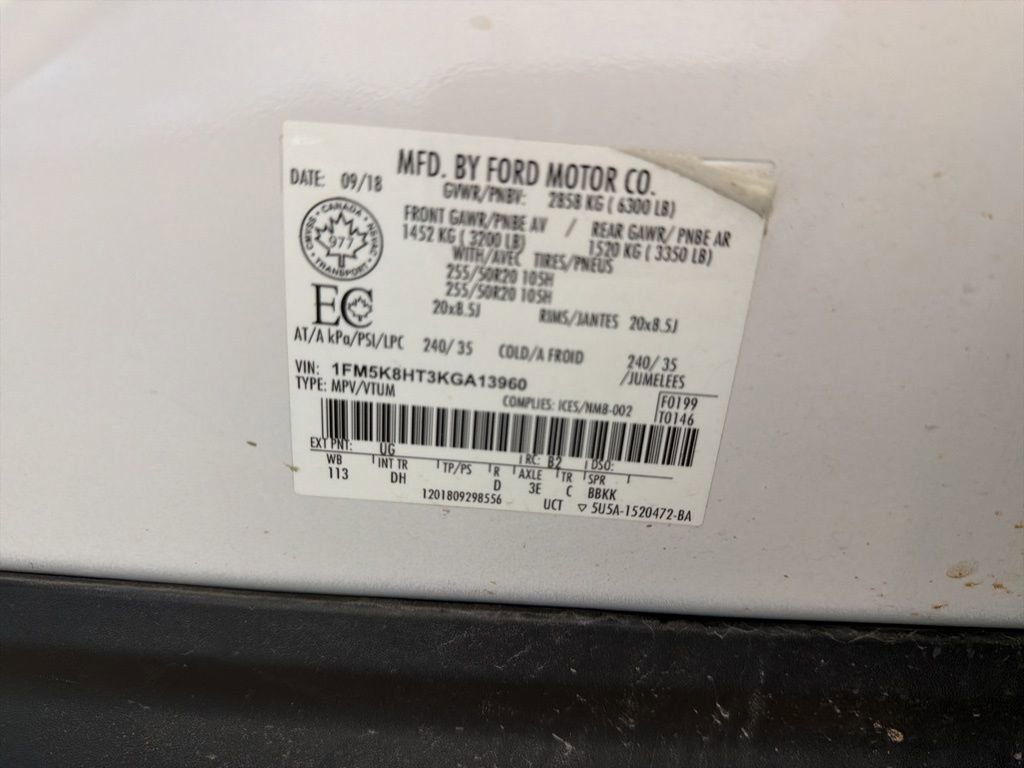 MFD. BY FORD MOTOR CO.
DATE: 09/18
GVWR/PNBV: 2858 KG ( 6300 LB)
FRONT GAWR/PNBE AV / REAR GAWR/ PNBE AR
1452 KG ( 3200 LB) 1520 KG ( 3350 LB)
WITH/AVEC TIRES/PNEUS
255/50R20 105H
255/50R20 105H
20x8.5J RIMS/JANTES 20x8.5J
CANADA
977
TRANSPORT
EC
AT/A kPa/PSI/LPC 240/ 35 COLD/A FROID 240/ 35
/JUMELEES
VIN: 1FM5K8HT3KGA13960
TYPE: MPV/VTUM
COMPLIES: ICES/NMB-002
F0199
T0146
EXT PNT: UG RC: B2 DSO:
WB INT TR TP/PS R AXLE TR SPR
113 DH D 3E C BBKK
1201809298556 UCT ▽ 5U5A-1520472-BA